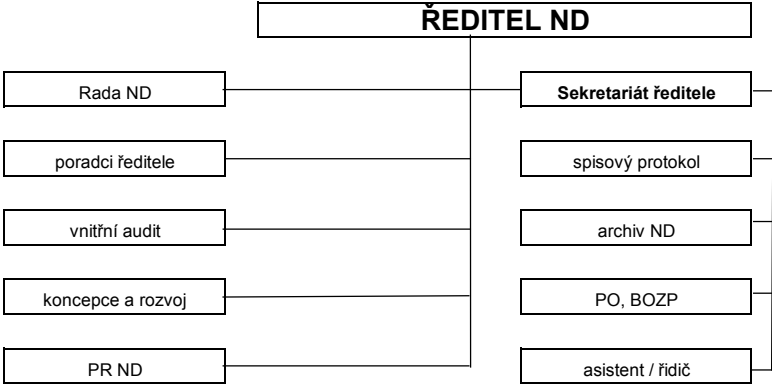 ŘEDITEL ND
Rada ND
Sekretariát ředitele
poradci ředitele
spisový protokol
vnitřní audit
archiv ND
koncepce a rozvoj
PO, BOZP
PR ND
asistent / řidič